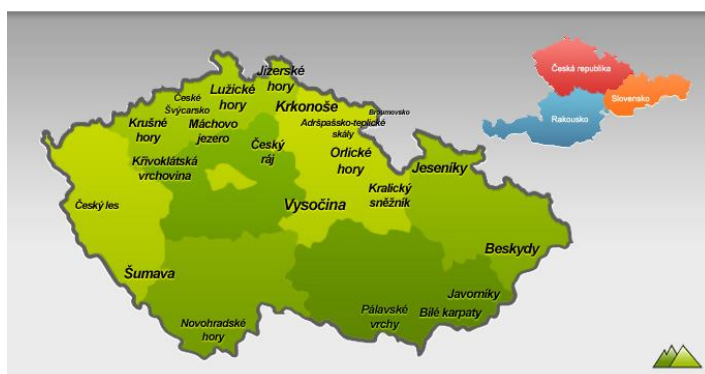 Jizerské
hory
Lužické
hory
České
Švýcarsko
Krkonoše
Broumovsko
Krušné
hory
Máchovo
jezero
Adršpašsko-teplické
skály
Český
ráj
Orlické
hory
Křivoklátská
vrchovina
Jeseníky
Kralický
sněžník
Český les
Vysočina
Beskydy
Šumava
Javorníky
Pálavské
vrchy
Bílé karpaty
Novohradské
hory
Česká republika
Slovensko
Rakousko